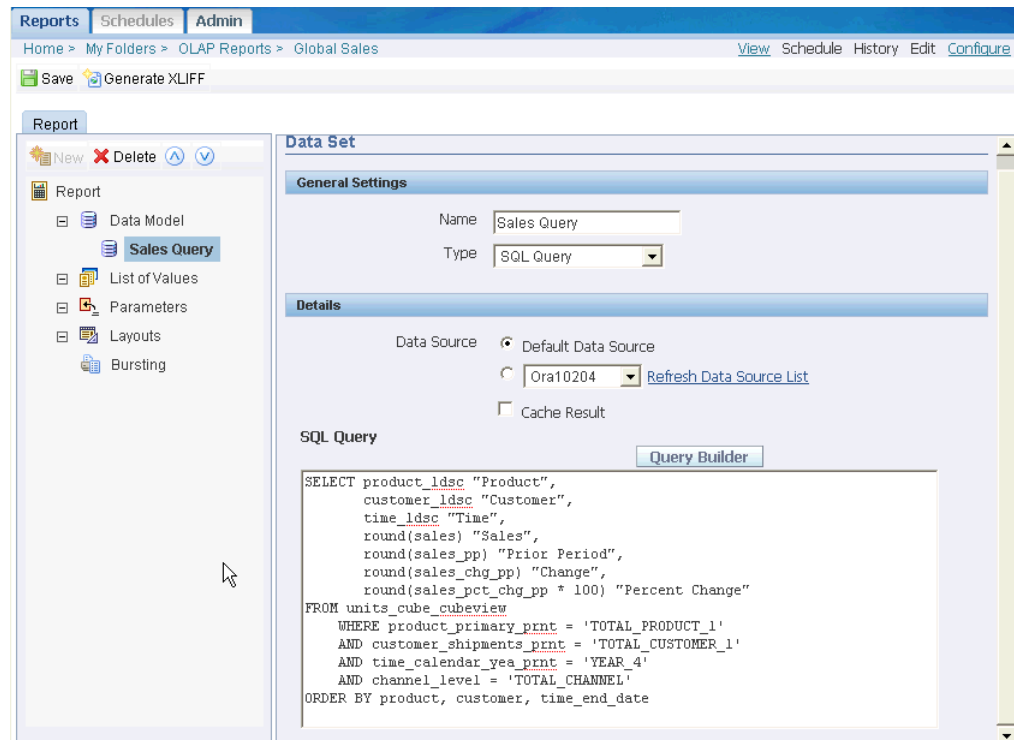 Reports Schedules Admin
Home > My Folders > OLAP Reports > Global Sales View Schedule History Edit Configure
Save Generate XLIFF
Report
New Delete
Report
Data Model
Sales Query
List of Values
Parameters
Layouts
Bursting
Data Set
General Settings
Name Sales Query
Type SQL Query
Details
Data Source Default Data Source
Ora10204 Refresh Data Source List
Cache Result
SQL Query
Query Builder
SELECT product_ldsc "Product",
customer_ldsc "Customer",
time_ldsc "Time",
round(sales) "Sales",
round(sales_pp) "Prior Period",
round(sales_chg_pp) "Change",
round(sales_pct_chg_pp * 100) "Percent Change"
FROM units_cube_cubeview
WHERE product_primary_prnt = 'TOTAL_PRODUCT_1'
AND customer_shipments_prnt = 'TOTAL_CUSTOMER_1'
AND time_calendar_yea_prnt = 'YEAR_4'
AND channel_level = 'TOTAL_CHANNEL'
ORDER BY product, customer, time_end_date